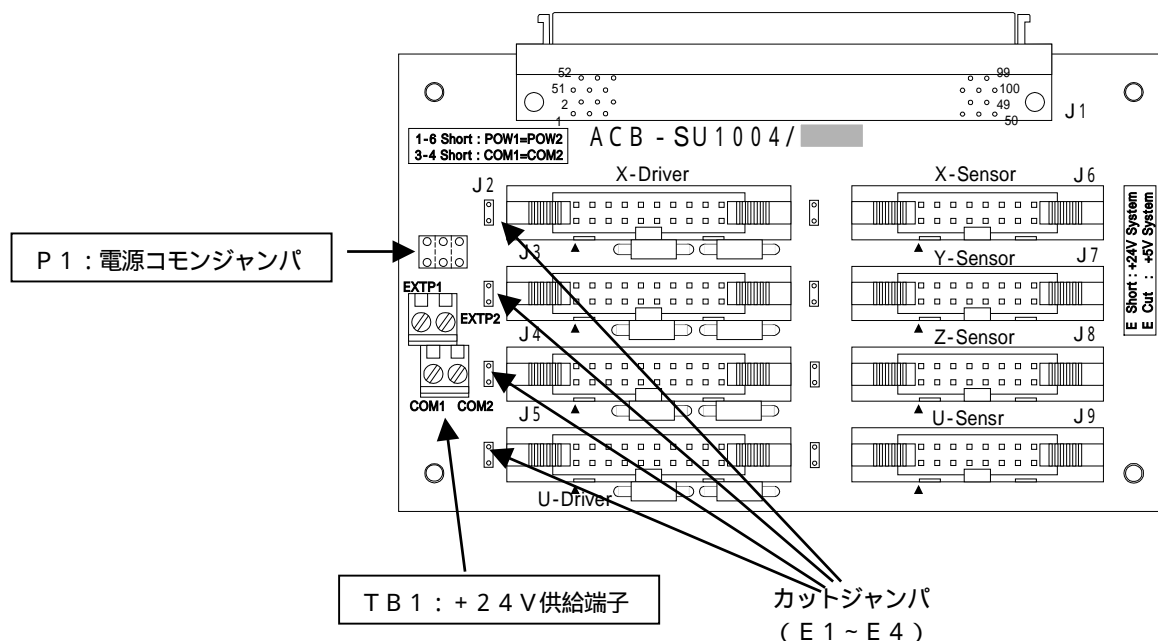 52
51
2
1
99
100
49
50
J1
1-6 Short : POW1=POW2
3-4 Short : COM1=COM2
ACB-SU1004/
J2
X-Driver
X-Sensor
J6
P1:電源コモンジャンパ
J3
Y-Sensor
J7
E Short : +24V System
E Cut : +5V System
EXTP1
EXTP2
J4
Z-Sensor
J8
COM1 COM2
J5
U-Sensr
J9
U-Driver
TB1:+24V供給端子
カットジャンパ
(E1~E4)